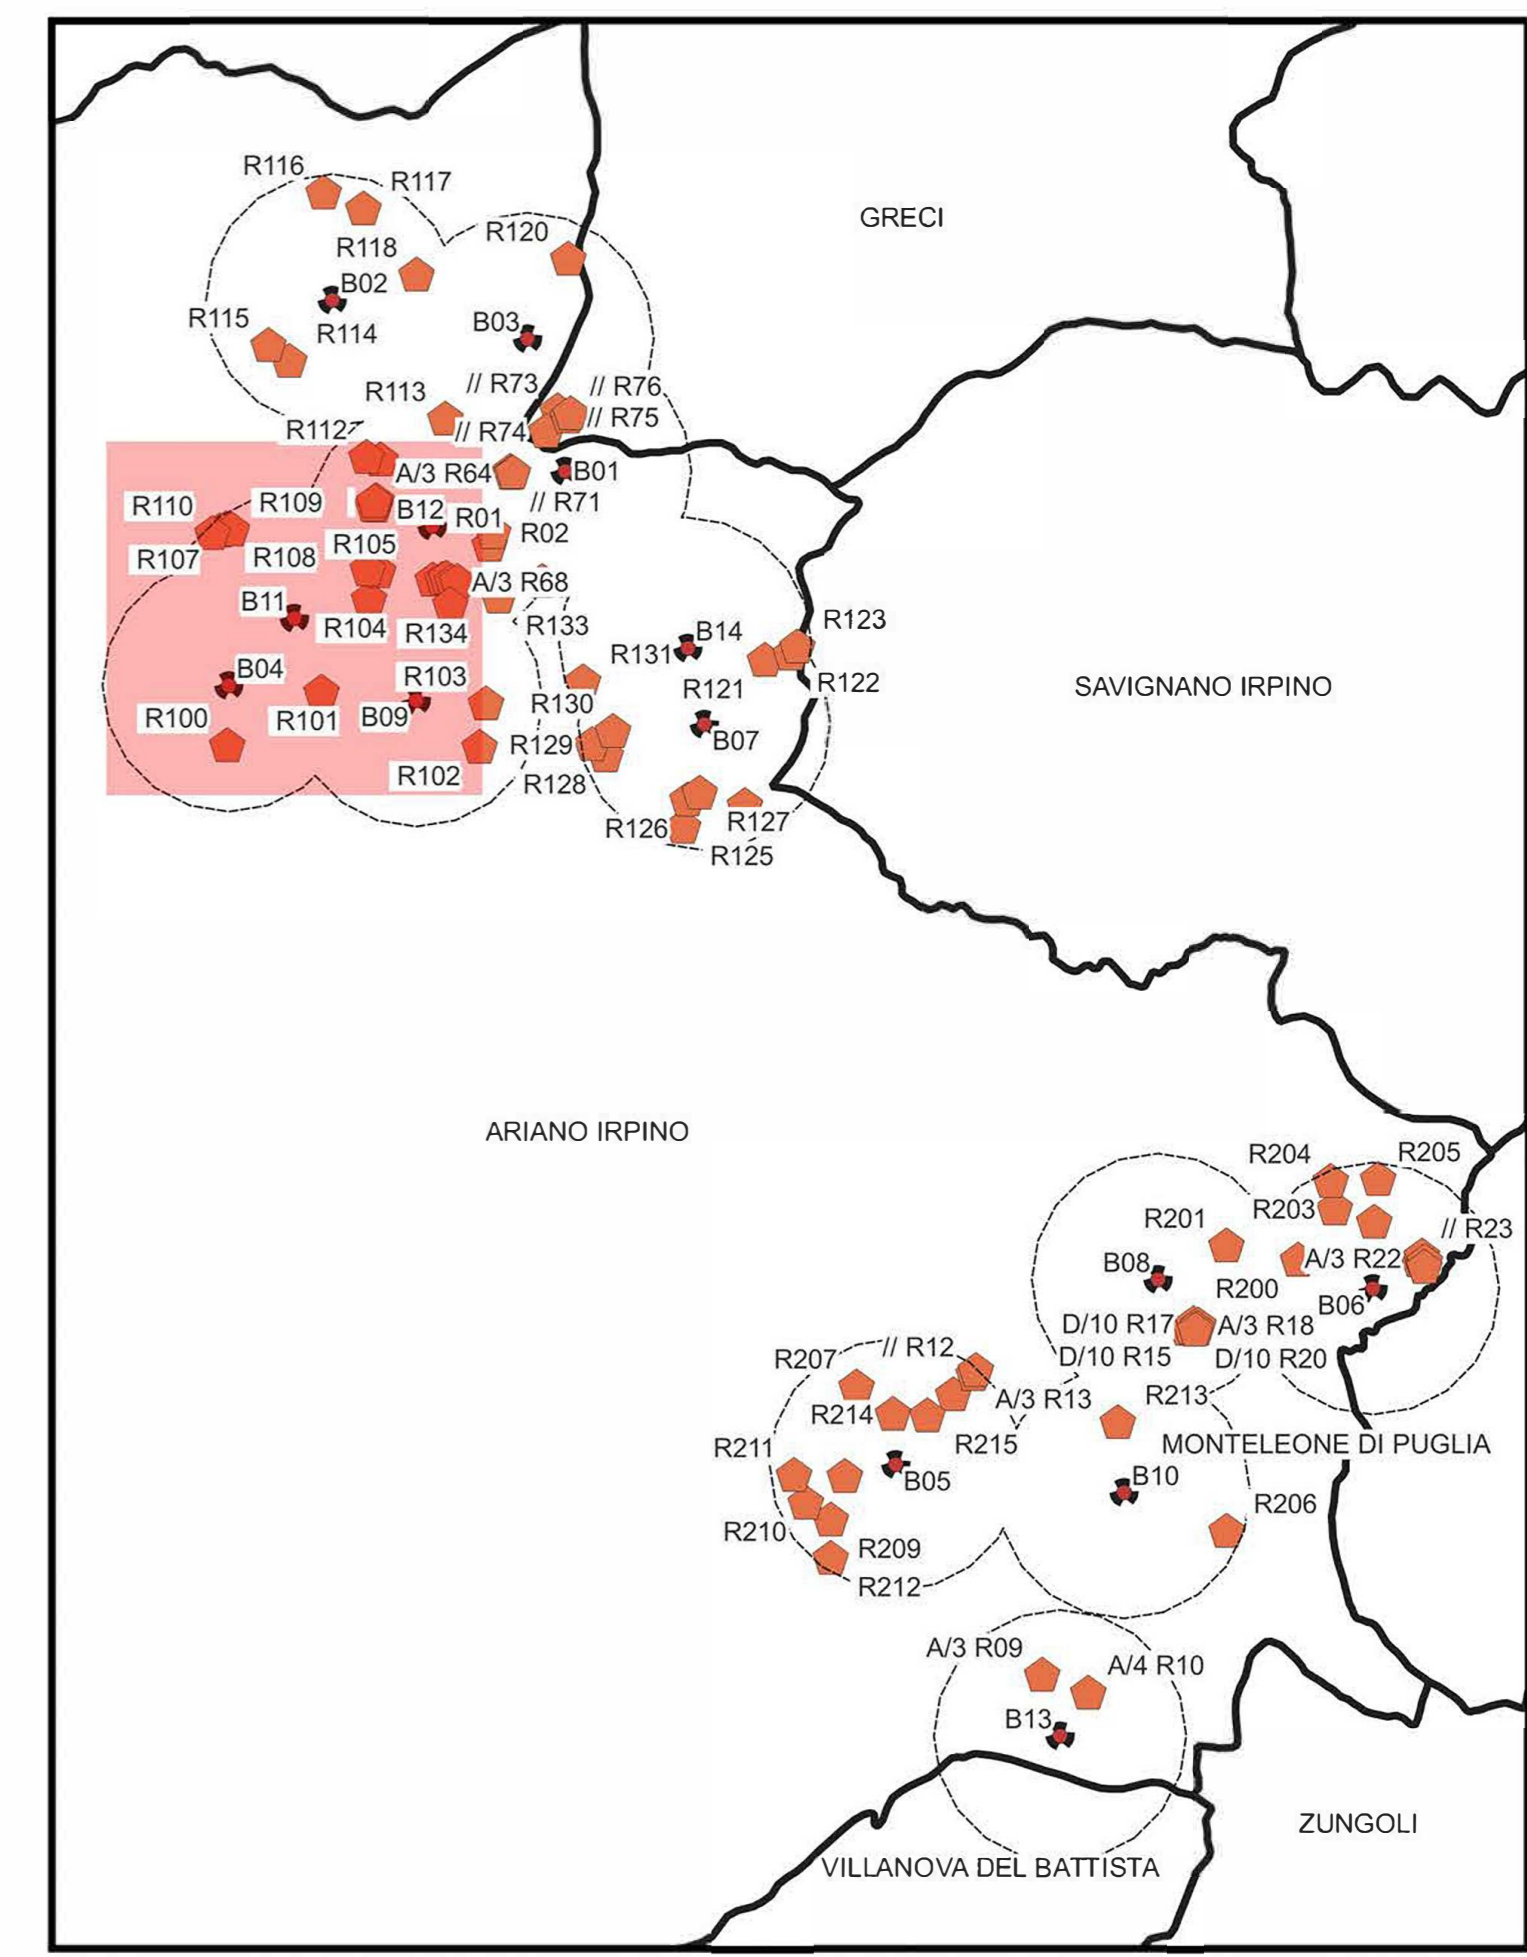 R116
R117
GRECI
R120
R118
B02
R115
B03
R114
// R73
// R76
R113
// R75
R112
// R74
A/3 R64
B01
R110
R109
// R71
B12
R01
R02
R105
R107
R108
A/3 R68
B11
R123
R104
R133
R134
B14
R131
B04
R103
R122
SAVIGNANO IRPINO
R121
R130
R100
R101
B09
R129
B07
R102
R128
R126
R127
R125
ARIANO IRPINO
R204
R205
R203
R201
// R23
B08
A/3 R22
R200
B06
D/10 R17
A/3 R18
// R12
R207
D/10 R15
D/10 R20
A/3 R13
R213
R214
R211
R215
MONTELEONE DI PUGLIA
B05
B10
R206
R210
R209
R212
A/3 R09
A/4 R10
B13
ZUNGOLI
VILLANOVA DEL BATTISTA